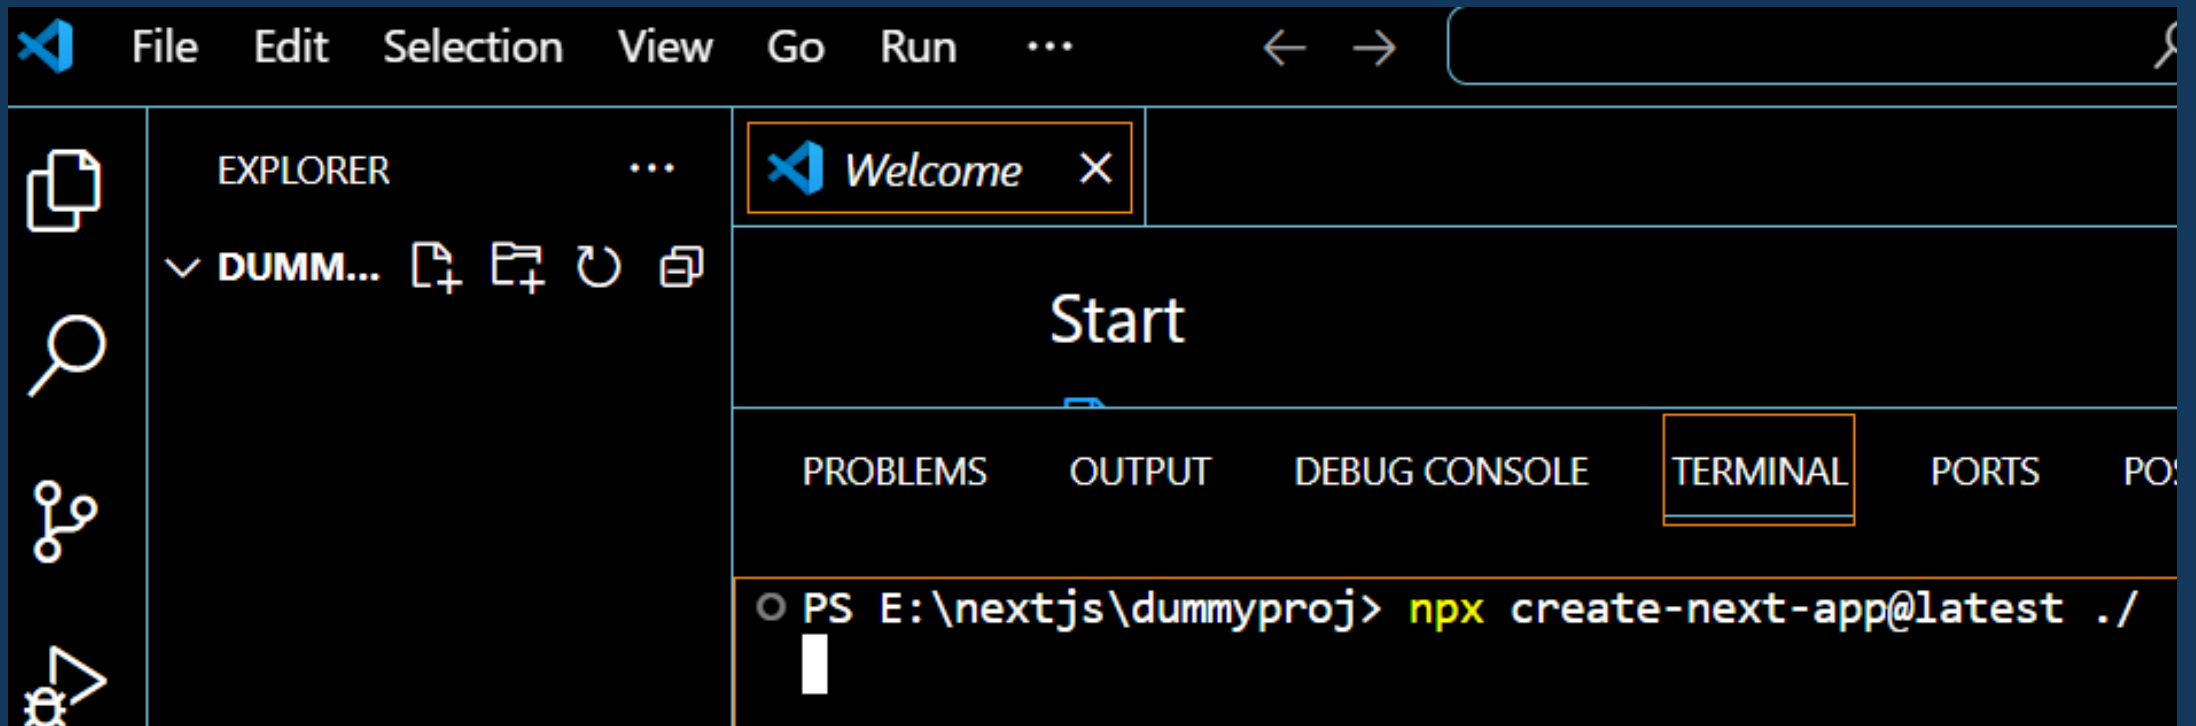 File Edit Selection View Go Run ...
EXPLORER ...
DUMM...
Welcome
Start
PROBLEMS OUTPUT DEBUG CONSOLE TERMINAL PORTS
PS E:\nextjs\dummyproj> npx create-next-app@latest ./